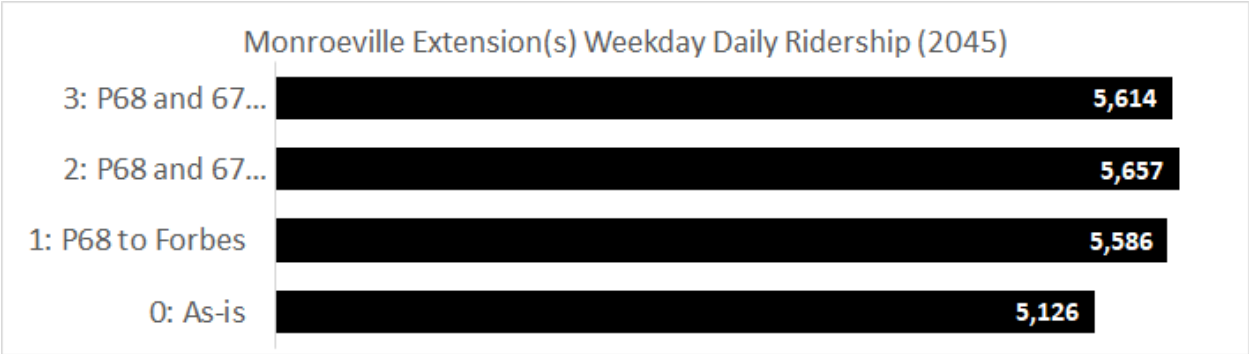 Monroeville Extension(s) Weekday Daily Ridership (2045)
3: P68 and 67... 5,614
2: P68 and 67... 5,657
1: P68 to Forbes 5,586
0: As-is 5,126